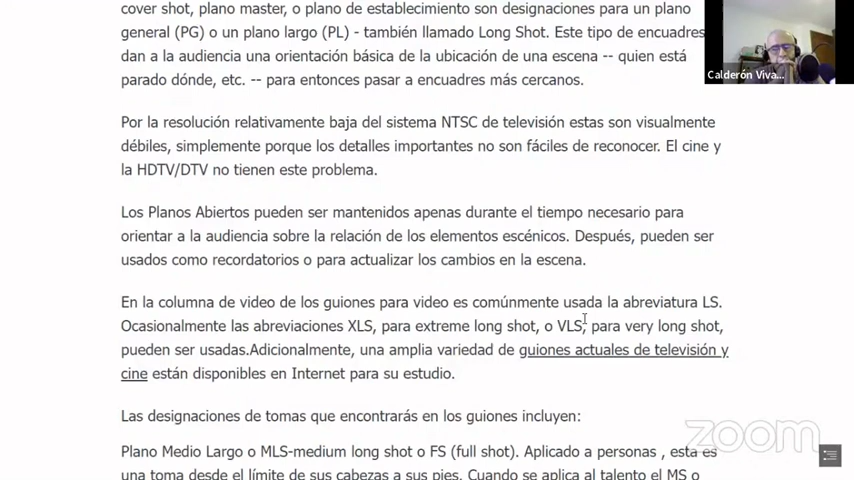 cover shot, plano master, o plano de establecimiento son designaciones para un plano
general (PG) o un plano largo (PL) - también llamado Long Shot. Este tipo de encuadres
dan a la audiencia una orientación básica de la ubicación de una escena -- quien está
parado dónde, etc. -- para entonces pasar a encuadres más cercanos.
Calderón Viva...
Por la resolución relativamente baja del sistema NTSC de televisión estas son visualmente
débiles, simplemente porque los detalles importantes no son fáciles de reconocer. El cine y
la HDTV/DTV no tienen este problema.
Los Planos Abiertos pueden ser mantenidos apenas durante el tiempo necesario para
orientar a la audiencia sobre la relación de los elementos escénicos. Después, pueden ser
usados como recordatorios o para actualizar los cambios en la escena.
En la columna de video de los guiones para video es comúnmente usada la abreviatura LS.
Ocasionalmente las abreviaciones XLS, para extreme long shot, o VLS, para very long shot,
pueden ser usadas.Adicionalmente, una amplia variedad de guiones actuales de televisión y
cine están disponibles en Internet para su estudio.
Las designaciones de tomas que encontrarás en los guiones incluyen:
zoom
Plano Medio Largo o MLS-medium long shot o FS (full shot). Aplicado a personas , esta es
una toma desde el límite de sus cabezas a sus pies. Cuando se aplica al talento el MS o